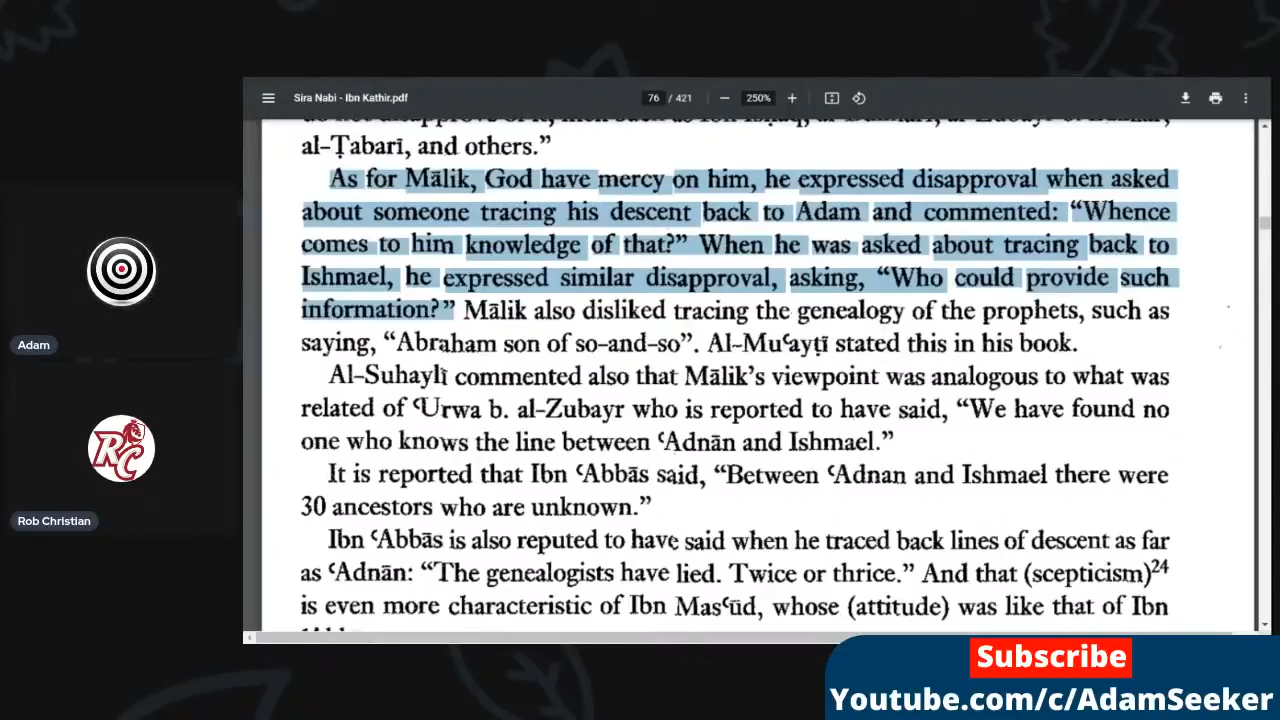 Sira Nabi - Ibn Kathir.pdf
76 / 421
250%
al-Ṭabarī, and others.”
As for Mālik, God have mercy on him, he expressed disapproval when asked
about someone tracing his descent back to Adam and commented: “Whence
comes to him knowledge of that?” When he was asked about tracing back to
Ishmael, he expressed similar disapproval, asking, “Who could provide such
information?” Mālik also disliked tracing the genealogy of the prophets, such as
saying, “Abraham son of so-and-so”. Al-Muʿayṭī stated this in his book.
Al-Suhaylī commented also that Mālik’s viewpoint was analogous to what was
related of ʿUrwa b. al-Zubayr who is reported to have said, “We have found no
one who knows the line between ʿAdnān and Ishmael.”
It is reported that Ibn ʿAbbās said, “Between ʿAdnan and Ishmael there were
30 ancestors who are unknown.”
Ibn ʿAbbās is also reputed to have said when he traced back lines of descent as far
as ʿAdnān: “The genealogists have lied. Twice or thrice.” And that (scepticism)24
is even more characteristic of Ibn Masʿūd, whose (attitude) was like that of Ibn
Adam
RC
Rob Christian
Subscribe
Youtube.com/c/AdamSeeker